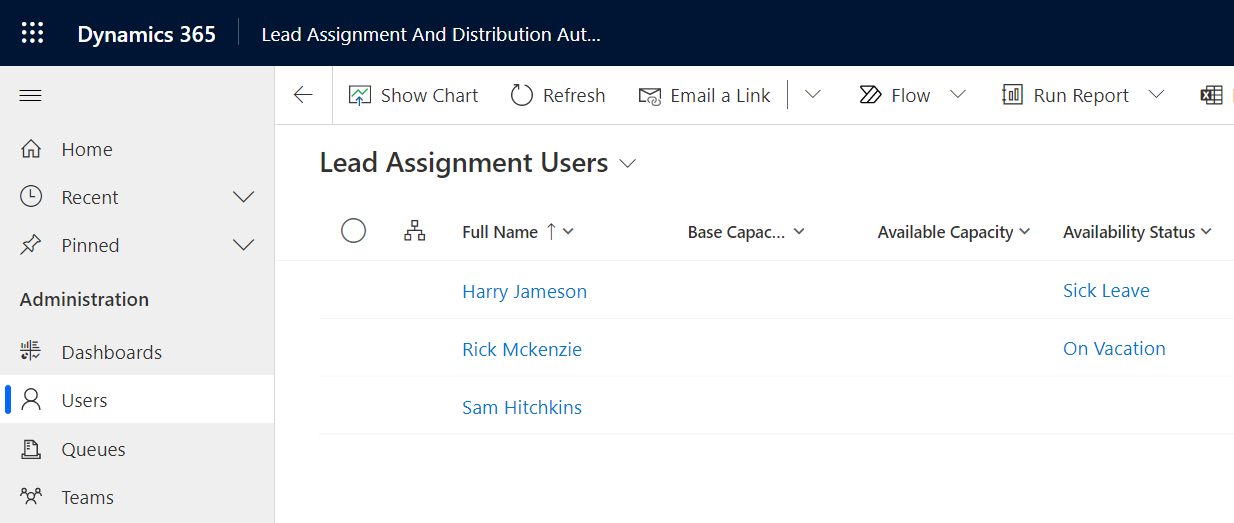 Dynamics 365 Lead Assignment And Distribution Aut...
Show Chart Refresh Email a Link Flow Run Report
Home
Recent
Pinned
Administration
Dashboards
Users
Queues
Teams
Lead Assignment Users
Full Name Base Capac... Available Capacity Availability Status
Harry Jameson Sick Leave
Rick Mckenzie On Vacation
Sam Hitchkins